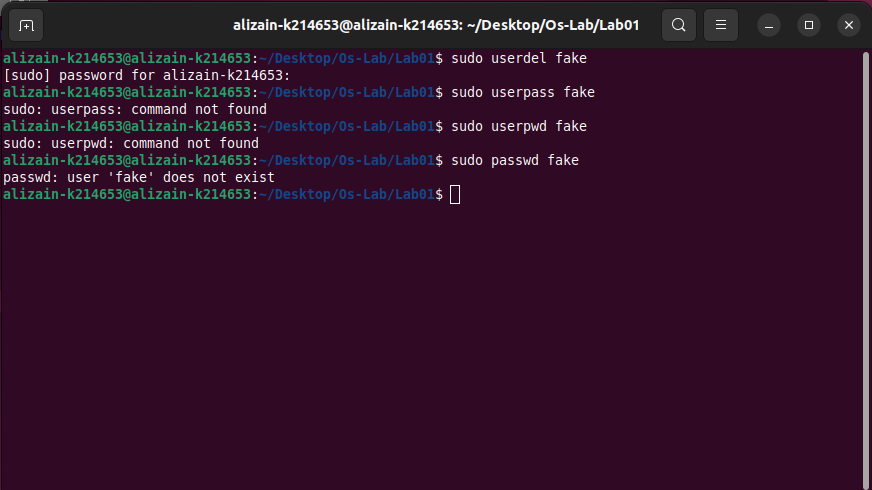 alizain-k214653@alizain-k214653: ~/Desktop/Os-Lab/Lab01
alizain-k214653@alizain-k214653:~/Desktop/Os-Lab/Lab01$ sudo userdel fake
[sudo] password for alizain-k214653:
alizain-k214653@alizain-k214653:~/Desktop/Os-Lab/Lab01$ sudo userpass fake
sudo: userpass: command not found
alizain-k214653@alizain-k214653:~/Desktop/Os-Lab/Lab01$ sudo userpwd fake
sudo: userpwd: command not found
alizain-k214653@alizain-k214653:~/Desktop/Os-Lab/Lab01$ sudo passwd fake
passwd: user 'fake' does not exist
alizain-k214653@alizain-k214653:~/Desktop/Os-Lab/Lab01$